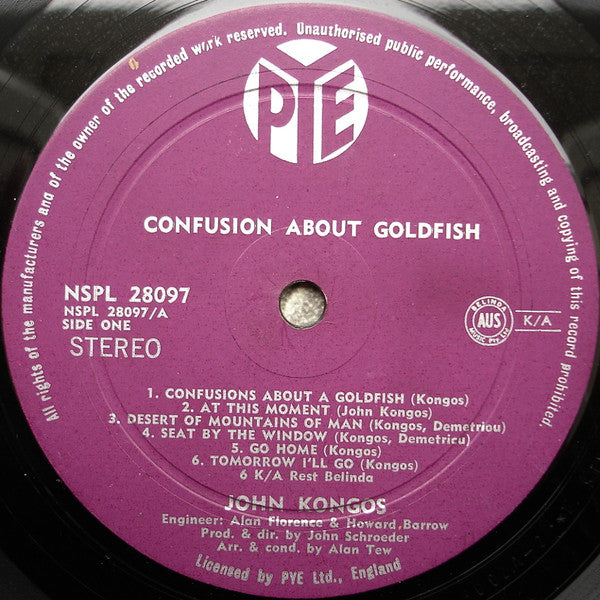 All rights of the manufacturers and of the owner of the recorded work reserved. Unauthorised public performance, broadcasting and copying of this record prohibited.
PYE
CONFUSION ABOUT GOLDFISH
NSPL 28097
NSPL 28097/A
SIDE ONE
STEREO
BELINDA
AUS
MUSIC Pty Ltd
K/A
1. CONFUSIONS ABOUT A GOLDFISH (Kongos)
2. AT THIS MOMENT (John Kongos)
3. DESERT OF MOUNTAINS OF MAN (Kongos, Demetriou)
4. SEAT BY THE WINDOW (Kongos, Demetricu)
5. GO HOME (Kongos)
6. TOMORROW I'LL GO (Kongos)
6 K/A Rest Belinda
JOHN KONGOS
Engineer: Alan Florence & Howard Barrow
Prod. & dir. by John Schroeder
Arr. & cond. by Alan Tew
Licensed by PYE Ltd., England